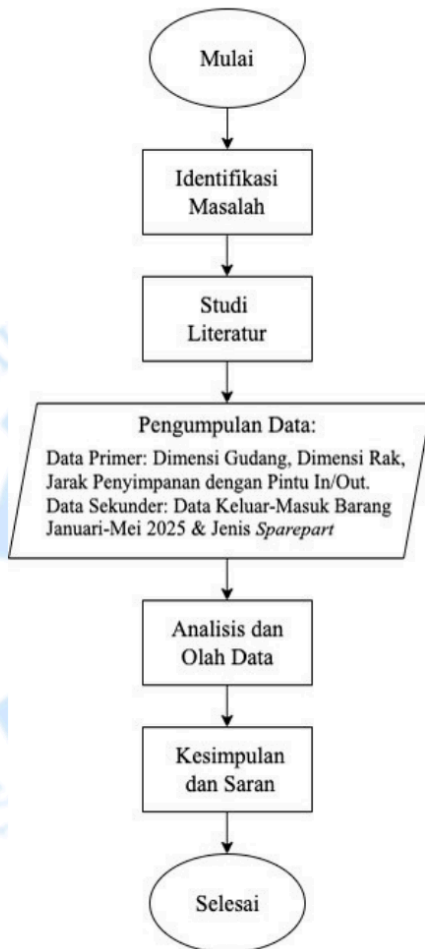 Mulai
Identifikasi
Masalah
Studi
Literatur
Pengumpulan Data:
Data Primer: Dimensi Gudang, Dimensi Rak,
Jarak Penyimpanan dengan Pintu In/Out.
Data Sekunder: Data Keluar-Masuk Barang
Januari-Mei 2025 & Jenis Sparepart
Analisis dan
Olah Data
Kesimpulan
dan Saran
Selesai